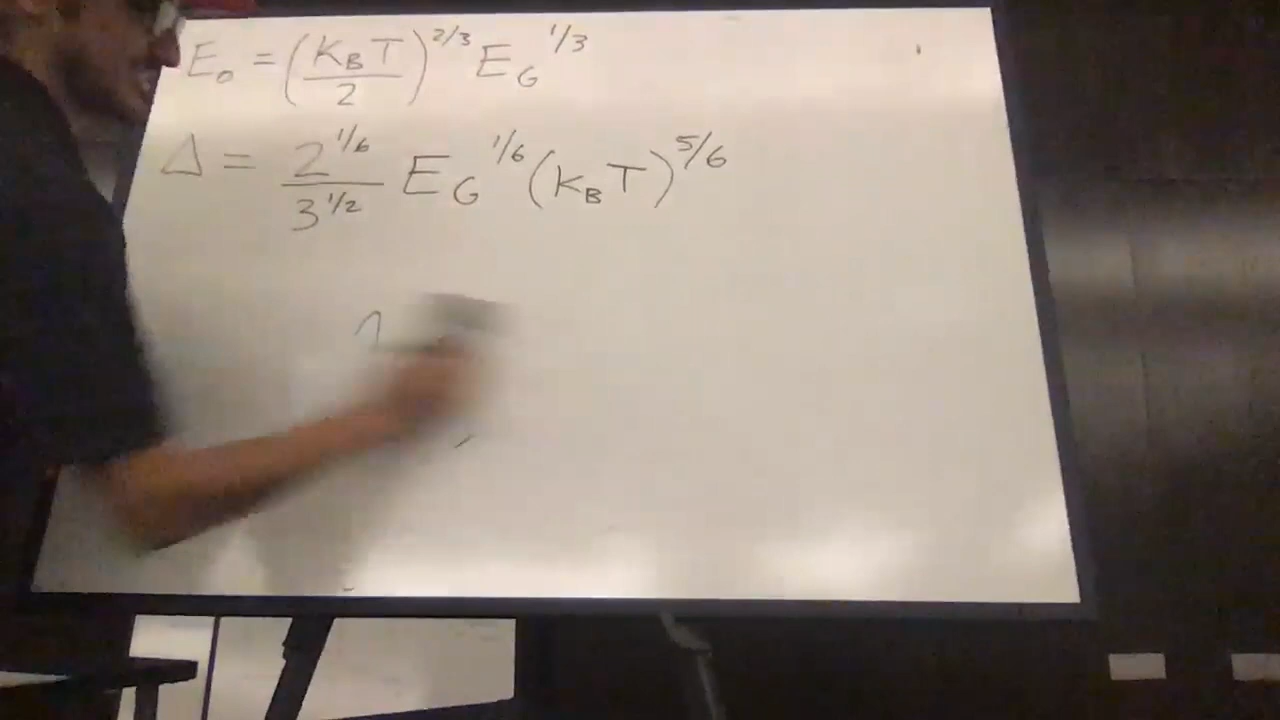 E₀ = (K_B T / 2)^{2/3} E_G^{1/3}
Δ = 2^{1/6} / 3^{1/2} E_G^{1/6} (K_B T)^{5/6}